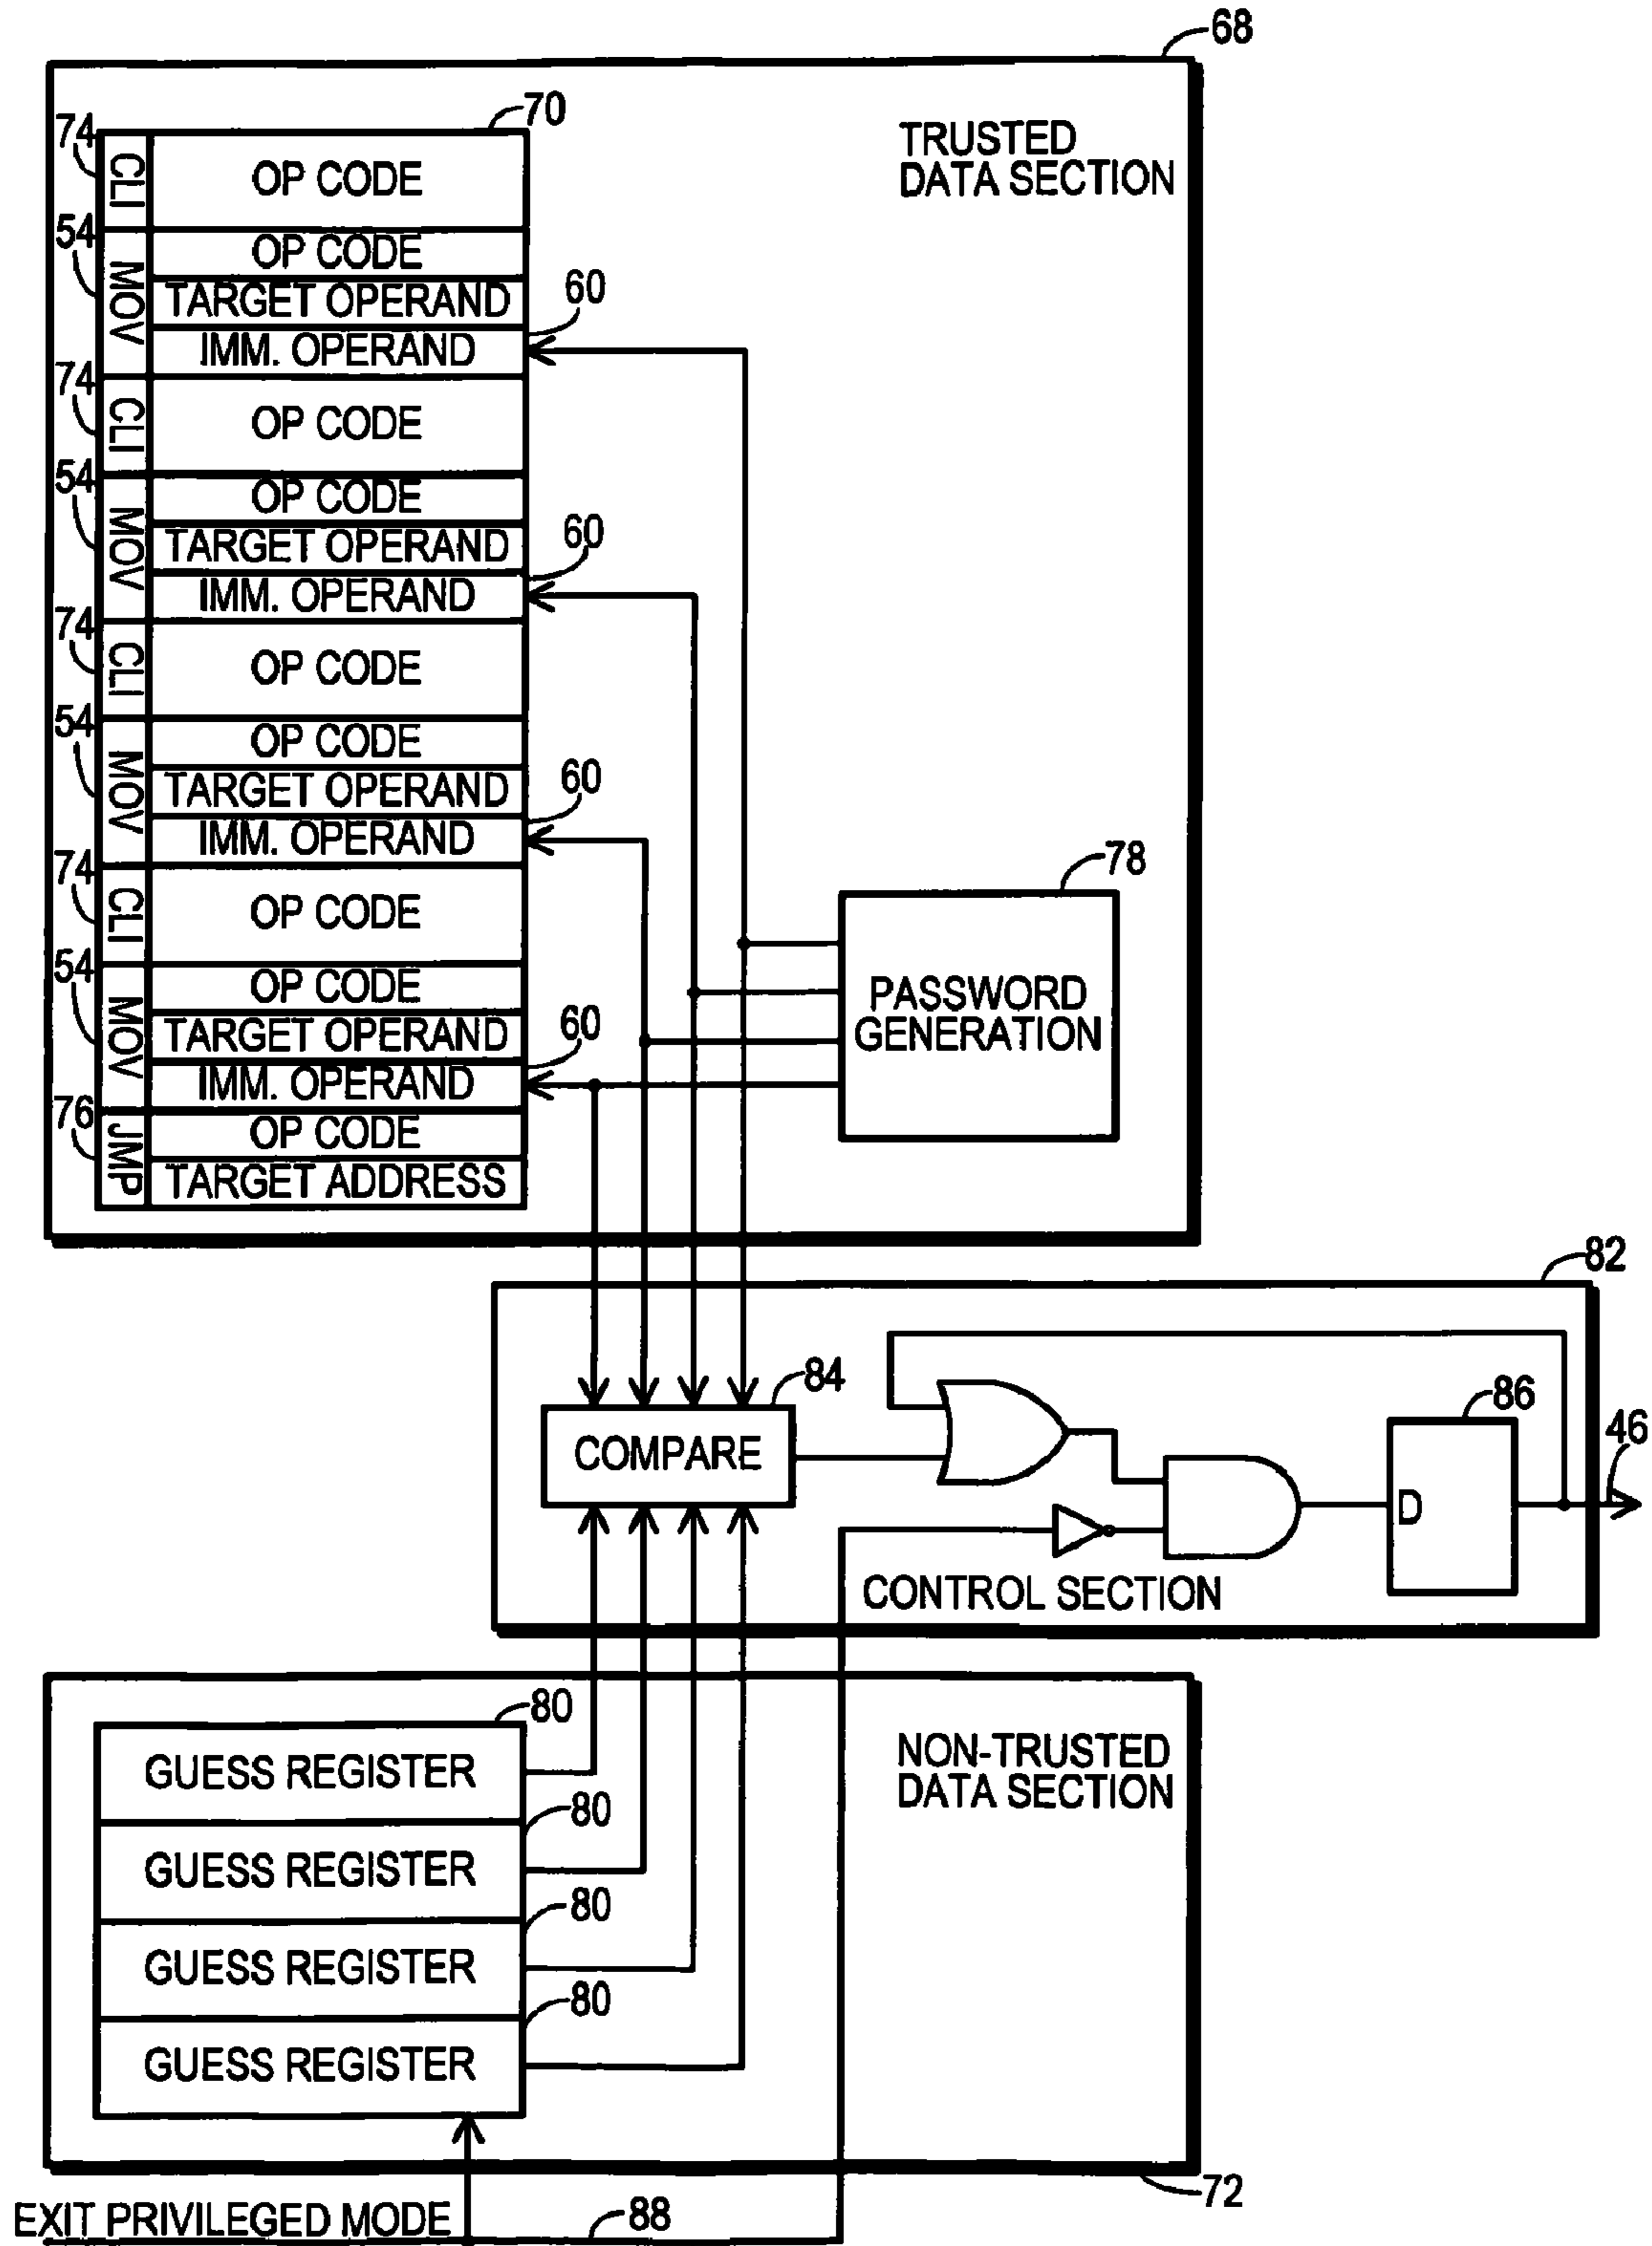 68
70
TRUSTED
DATA SECTION
74
CLI
OP CODE
54
MOV
OP CODE
TARGET OPERAND
60
IMM. OPERAND
74
CLI
OP CODE
54
MOV
OP CODE
TARGET OPERAND
60
IMM. OPERAND
74
CLI
OP CODE
54
MOV
OP CODE
TARGET OPERAND
60
IMM. OPERAND
74
CLI
OP CODE
54
MOV
OP CODE
TARGET OPERAND
60
IMM. OPERAND
76
JMP
OP CODE
TARGET ADDRESS
78
PASSWORD
GENERATION
82
84
COMPARE
86
D
46
CONTROL SECTION
80
GUESS REGISTER
80
GUESS REGISTER
80
GUESS REGISTER
80
GUESS REGISTER
NON-TRUSTED
DATA SECTION
72
EXIT PRIVILEGED MODE
88